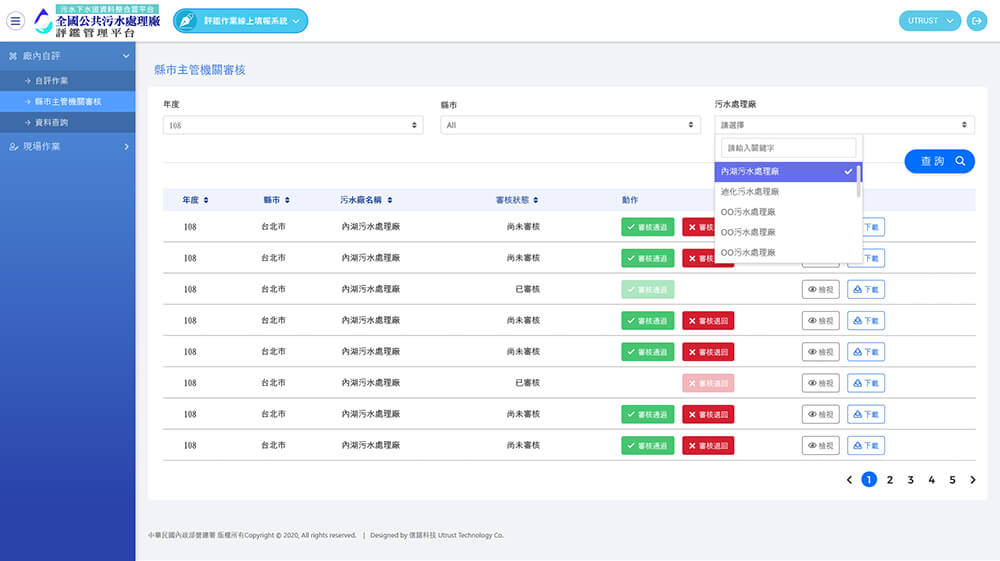 污水下水道資料整合雲平台
全國公共污水處理廠
評鑑管理平台
評鑑作業線上填報系統
UTRUST
廠內自評
自評作業
縣市主管機關審核
資料查詢
現場作業
縣市主管機關審核
年度 縣市 污水處理廠
108 All 請選擇
請輸入關鍵字
內湖污水處理廠
迪化污水處理廠
OO污水處理廠
OO污水處理廠
OO污水處理廠
查詢
年度 縣市 污水廠名稱 審核狀態 動作
108 台北市 內湖污水處理廠 尚未審核 審核通過 審核 下載
108 台北市 內湖污水處理廠 尚未審核 審核通過 審核 下載
108 台北市 內湖污水處理廠 已審核 審核通過 檢視 下載
108 台北市 內湖污水處理廠 尚未審核 審核通過 審核退回 檢視 下載
108 台北市 內湖污水處理廠 尚未審核 審核通過 審核退回 檢視 下載
108 台北市 內湖污水處理廠 已審核 審核退回 檢視 下載
108 台北市 內湖污水處理廠 尚未審核 審核通過 審核退回 檢視 下載
108 台北市 內湖污水處理廠 尚未審核 審核通過 審核退回 檢視 下載
1 2 3 4 5
中華民國內政部營建署 版權所有Copyright © 2020, All rights reserved. | Designed by 信諾科技 Utrust Technology Co.